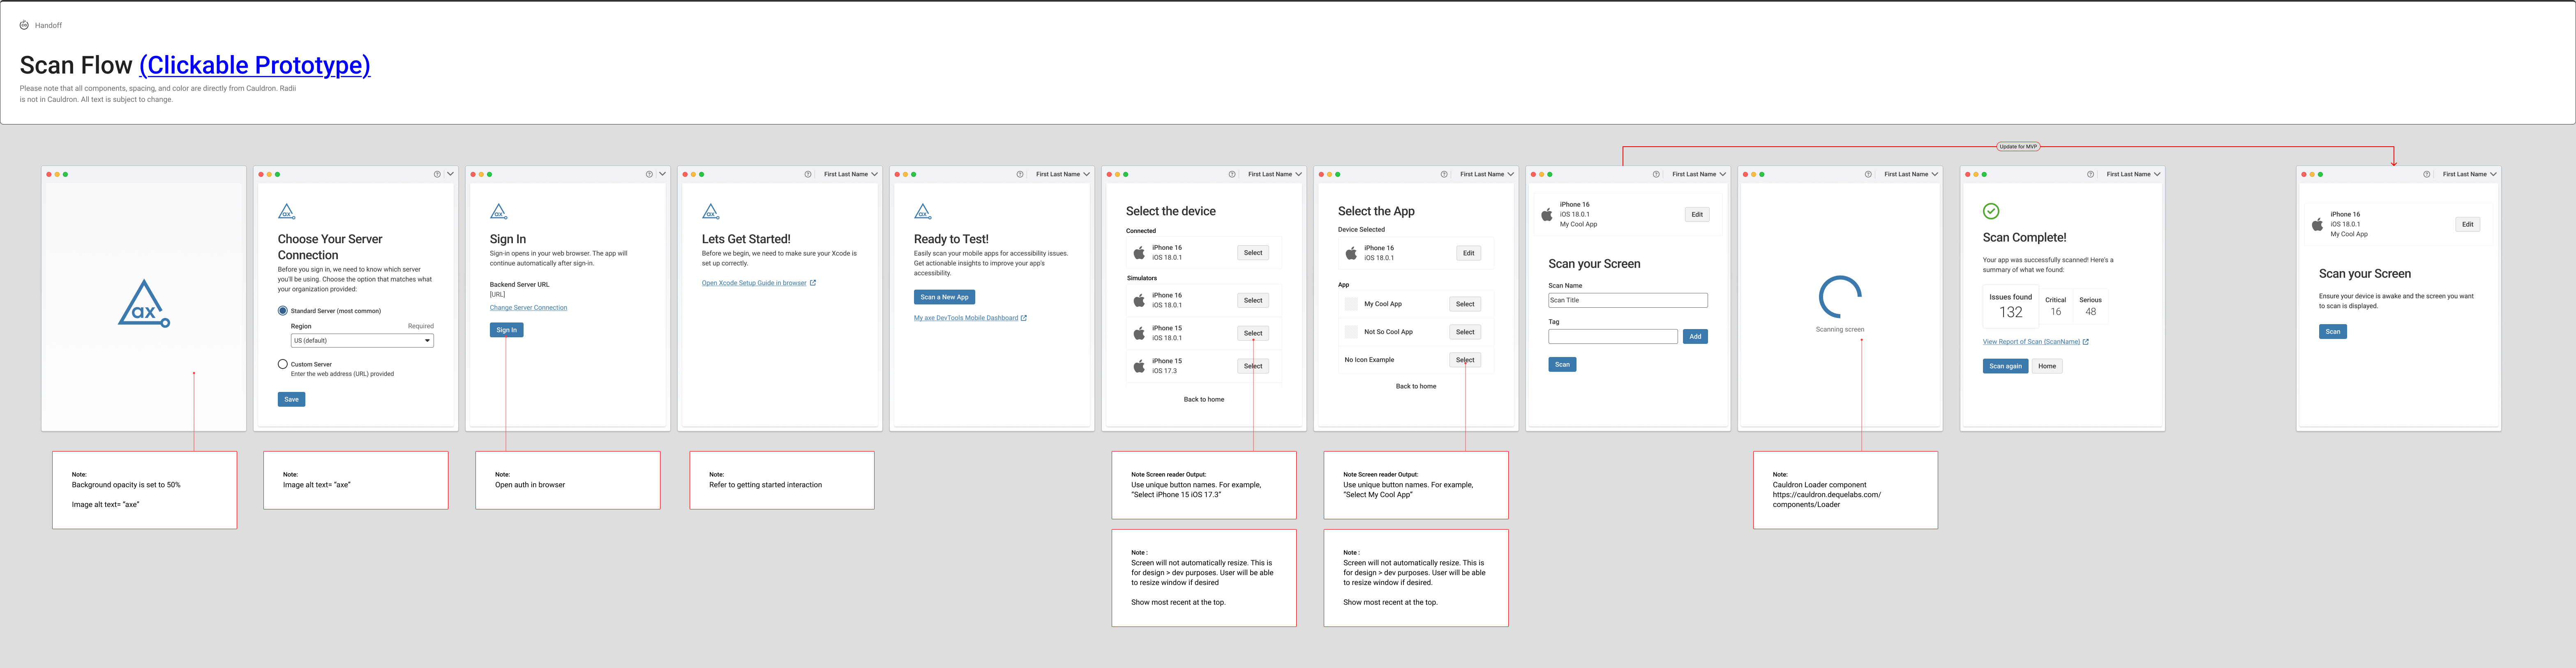 Handoff
Scan Flow (Clickable Prototype)
Please note that all components, spacing, and color are directly from Cauldron. Radii
is not in Cauldron. All text is subject to change.
Update for MVP
ax
Choose Your Server
Connection
Before you sign in, we need to know which server
you'll be using. Choose the option that matches what
your organization provided:
Standard Server (most common)
Region
Required
US (default)
Custom Server
Enter the web address (URL) provided
Save
ax
Sign In
Sign-in opens in your web browser. The app will
continue automatically after sign-in.
Backend Server URL
[URL]
Change Server Connection
Sign In
First Last Name
ax
Lets Get Started!
Before we begin, we need to make sure your Xcode is
set up correctly.
Open Xcode Setup Guide in browser
First Last Name
ax
Ready to Test!
Easily scan your mobile apps for accessibility issues.
Get actionable insights to improve your app's
accessibility.
Scan a New App
My axe DevTools Mobile Dashboard
First Last Name
Select the device
Connected
iPhone 16
iOS 18.0.1
Select
Simulators
iPhone 16
iOS 18.0.1
Select
iPhone 15
iOS 18.0.1
Select
iPhone 15
iOS 17.3
Select
Back to home
First Last Name
Select the App
Device Selected
iPhone 16
iOS 18.0.1
Edit
App
My Cool App
Select
Not So Cool App
Select
No Icon Example
Select
Back to home
First Last Name
iPhone 16
iOS 18.0.1
My Cool App
Edit
Scan your Screen
Scan Name
Scan Title
Tag
Add
Scan
First Last Name
Scanning screen
First Last Name
Scan Complete!
Your app was successfully scanned! Here's a
summary of what we found:
Issues found
132
Critical
16
Serious
48
View Report of Scan {ScanName}
Scan again
Home
First Last Name
iPhone 16
iOS 18.0.1
My Cool App
Edit
Scan your Screen
Ensure your device is awake and the screen you want
to scan is displayed.
Scan
ax
Note:
Background opacity is set to 50%
Image alt text= "axe"
Note:
Image alt text= "axe"
Note:
Open auth in browser
Note:
Refer to getting started interaction
Note Screen reader Output:
Use unique button names. For example,
"Select iPhone 15 iOS 17.3"
Note Screen reader Output:
Use unique button names. For example,
"Select My Cool App"
Note:
Cauldron Loader component
https://cauldron.dequelabs.com/
components/Loader
Note :
Screen will not automatically resize. This is
for design > dev purposes. User will be able
to resize window if desired
Show most recent at the top.
Note :
Screen will not automatically resize. This is
for design > dev purposes. User will be able
to resize window if desired.
Show most recent at the top.